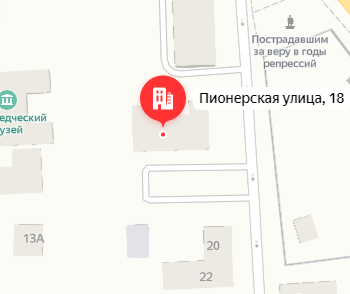 Пострадавшим
за веру в годы
репрессий
Пионерская улица, 18
едческий
узей
13А
20
22